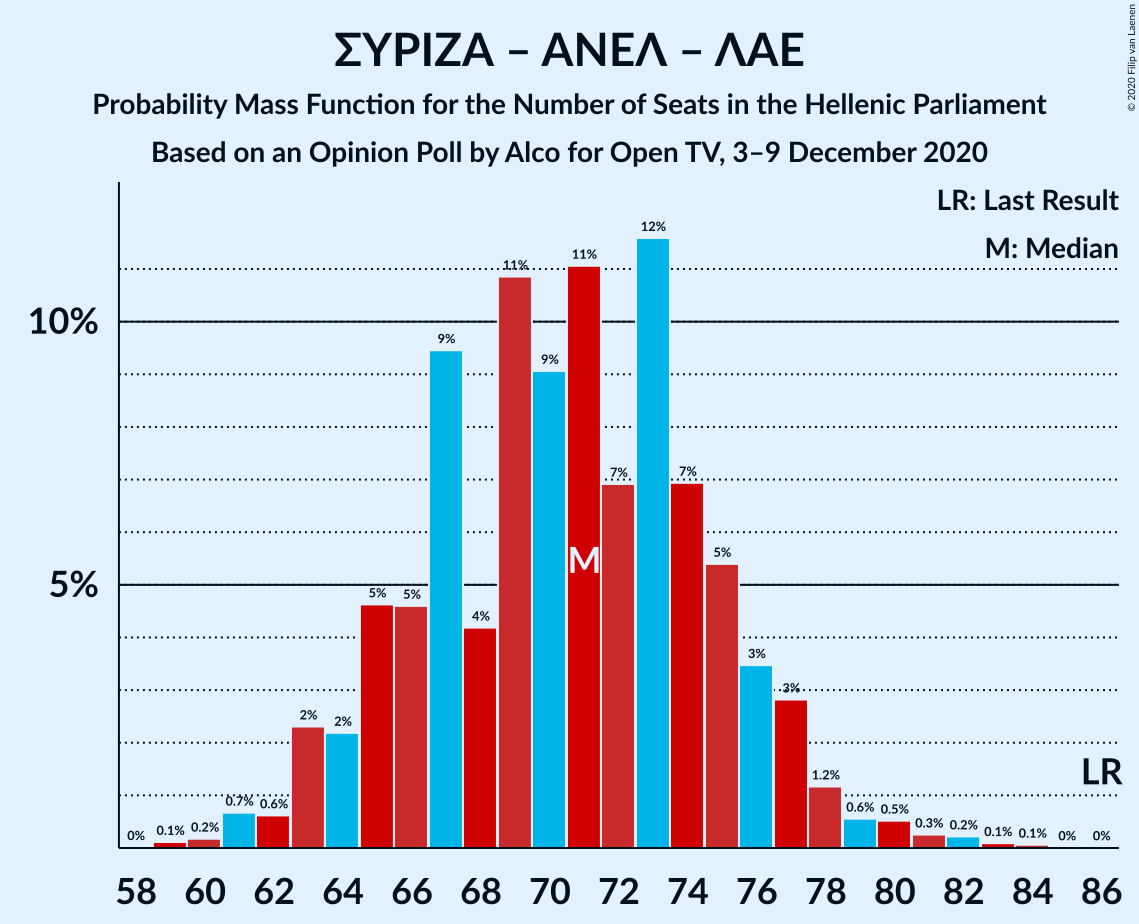 ΣΥΡΙΖΑ – ΑΝΕΛ – ΛΑΕ
Probability Mass Function for the Number of Seats in the Hellenic Parliament
Based on an Opinion Poll by Alco for Open TV, 3–9 December 2020
© 2020 Filip van Laenen
LR: Last Result
M: Median
10%
5%
0% 0.1% 0.2% 0.7% 0.6% 2% 2% 5% 5% 9% 4% 11% 9% 11% 7% 12% 7% 5% 3% 3% 1.2% 0.6% 0.5% 0.3% 0.2% 0.1% 0.1% 0% 0%
M
LR
58 60 62 64 66 68 70 72 74 76 78 80 82 84 86